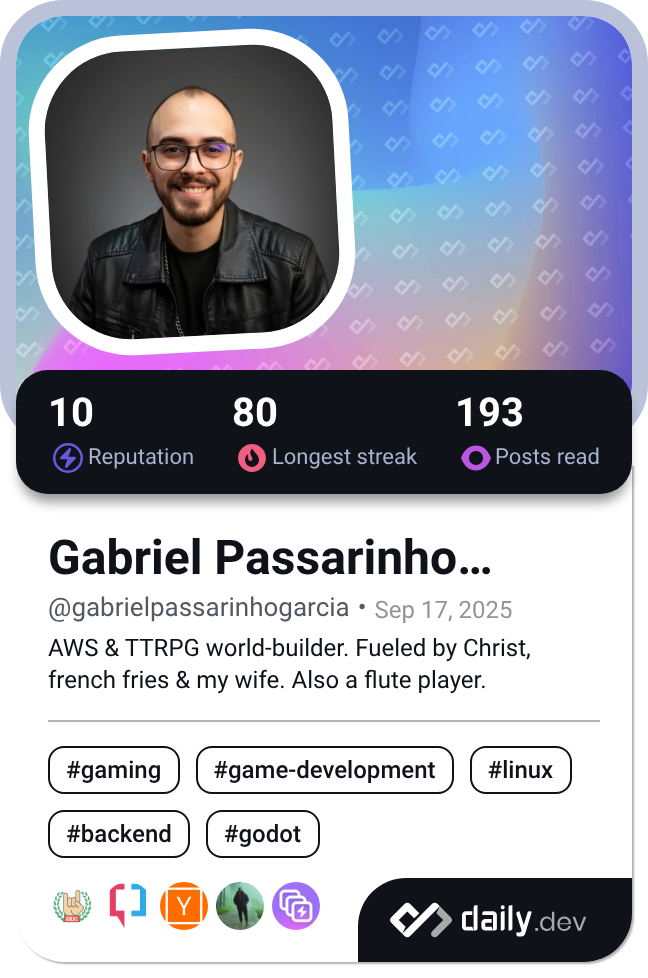 10 80 193
Reputation Longest streak Posts read
Gabriel Passarinho...
@gabrielpassarinhogarcia • Sep 17, 2025
AWS & TTRPG world-builder. Fueled by Christ,
french fries & my wife. Also a flute player.
#gaming #game-development #linux
#backend #godot
Y
daily.dev